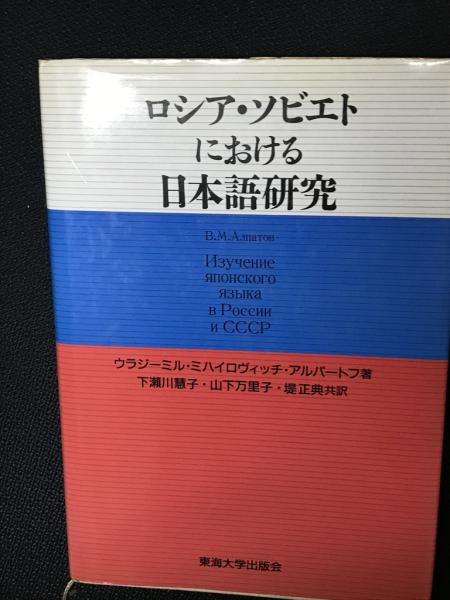 ロシア・ソビエト
における
日本語研究
В.М.Алпатов
Изучение
японского
языка
в России
и СССР
ウラジーミル・ミハイロヴィッチ・アルパートフ著
下瀬川慧子・山下万里子・堤正典共訳
東海大学出版会